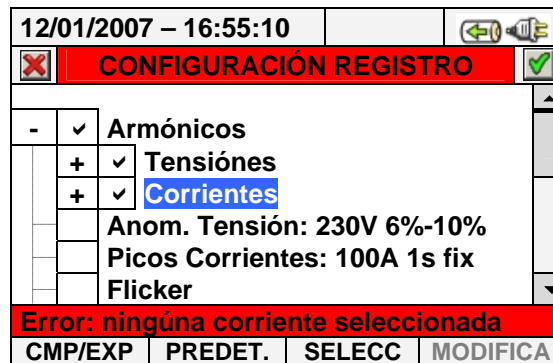 12/01/2007 – 16:55:10
CONFIGURACIÓN REGISTRO
- Armónicos
+ Tensiónes
+ Corrientes
Anom. Tensión: 230V 6%-10%
Picos Corrientes: 100A 1s fix
Flicker
Error: ningúna corriente seleccionada
CMP/EXP PREDET. SELECC MODIFICA